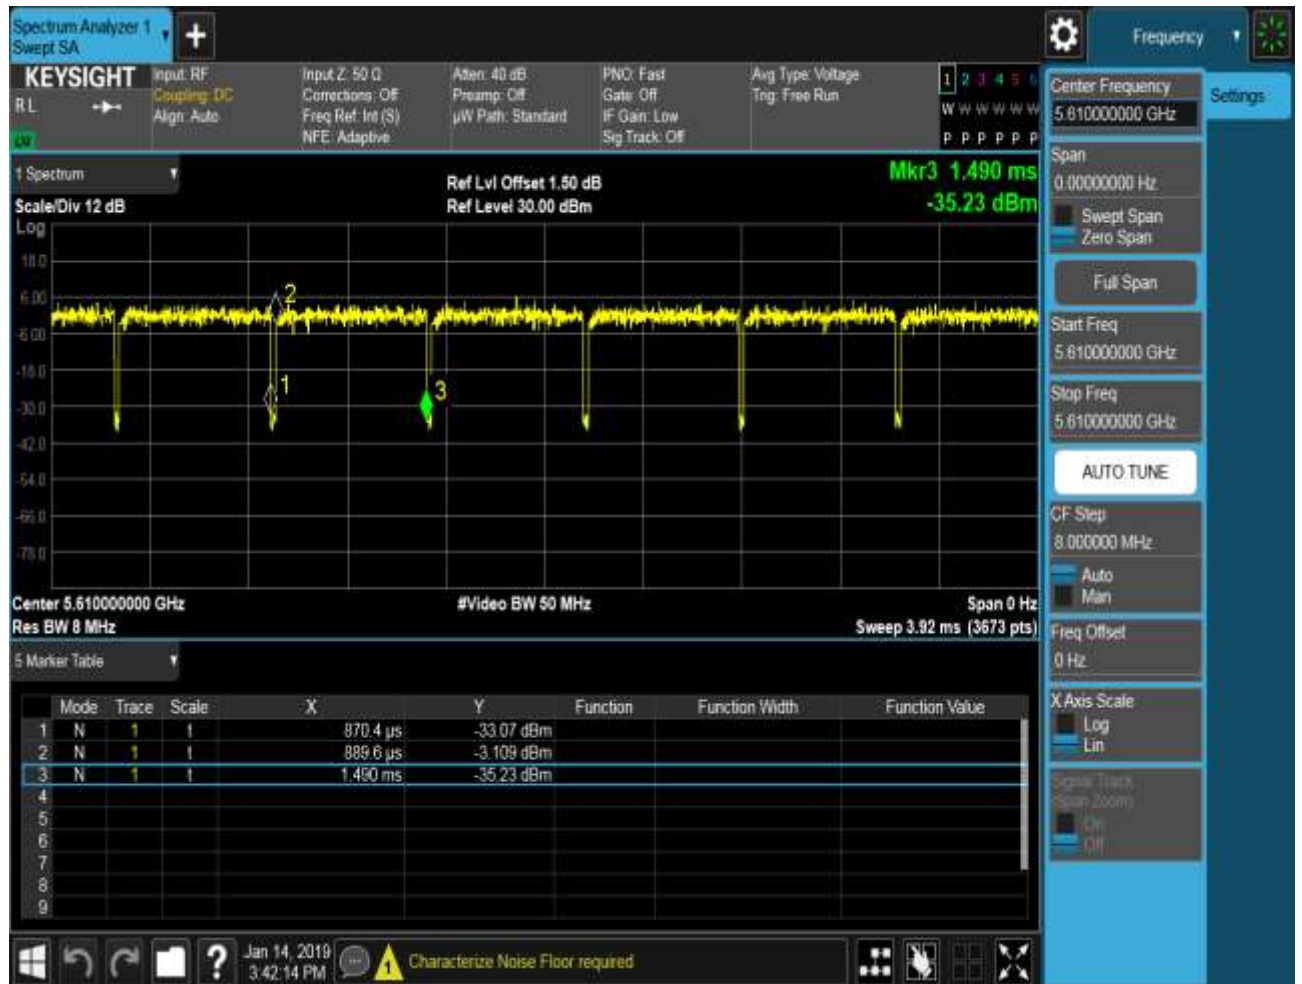 Spectrum Analyzer 1
Swept SA
+
Frequency
KEYSIGHT
RL
Input: RF
Coupling: DC
Align: Auto
Input Z: 50 Ω
Corrections: Off
Freq Ref: Int (S)
NFE: Adaptive
Atten: 40 dB
Preamp: Off
µW Path: Standard
PNO: Fast
Gate: Off
IF Gain: Low
Sig Track: Off
Avg Type: Voltage
Trig: Free Run
1 2 3 4 5 6
W W W W W W
P P P P P P
Center Frequency
5.610000000 GHz
Settings
Span
0.00000000 Hz
Swept Span
Zero Span
Full Span
Start Freq
5.610000000 GHz
Stop Freq
5.610000000 GHz
AUTO TUNE
CF Step
8.000000 MHz
Auto
Man
Freq Offset
0 Hz
X Axis Scale
Log
Lin
Signal Track
(Span Zoom)
On
Off
1 Spectrum
Scale/Div 12 dB
Ref Lvl Offset 1.50 dB
Ref Level 30.00 dBm
Mkr3 1.490 ms
-35.23 dBm
Log
18.0
6.00
-6.00
-18.0
-30.0
-42.0
-54.0
-66.0
-78.0
2
1
3
Center 5.610000000 GHz
#Video BW 50 MHz
Span 0 Hz
Res BW 8 MHz
Sweep 3.92 ms (3673 pts)
5 Marker Table
Mode Trace Scale X Y Function Function Width Function Value
1 N 1 t 870.4 µs -33.07 dBm
2 N 1 t 889.6 µs -3.109 dBm
3 N 1 t 1.490 ms -35.23 dBm
4
5
6
7
8
9
?
Jan 14, 2019
3:42:14 PM
1
Characterize Noise Floor required